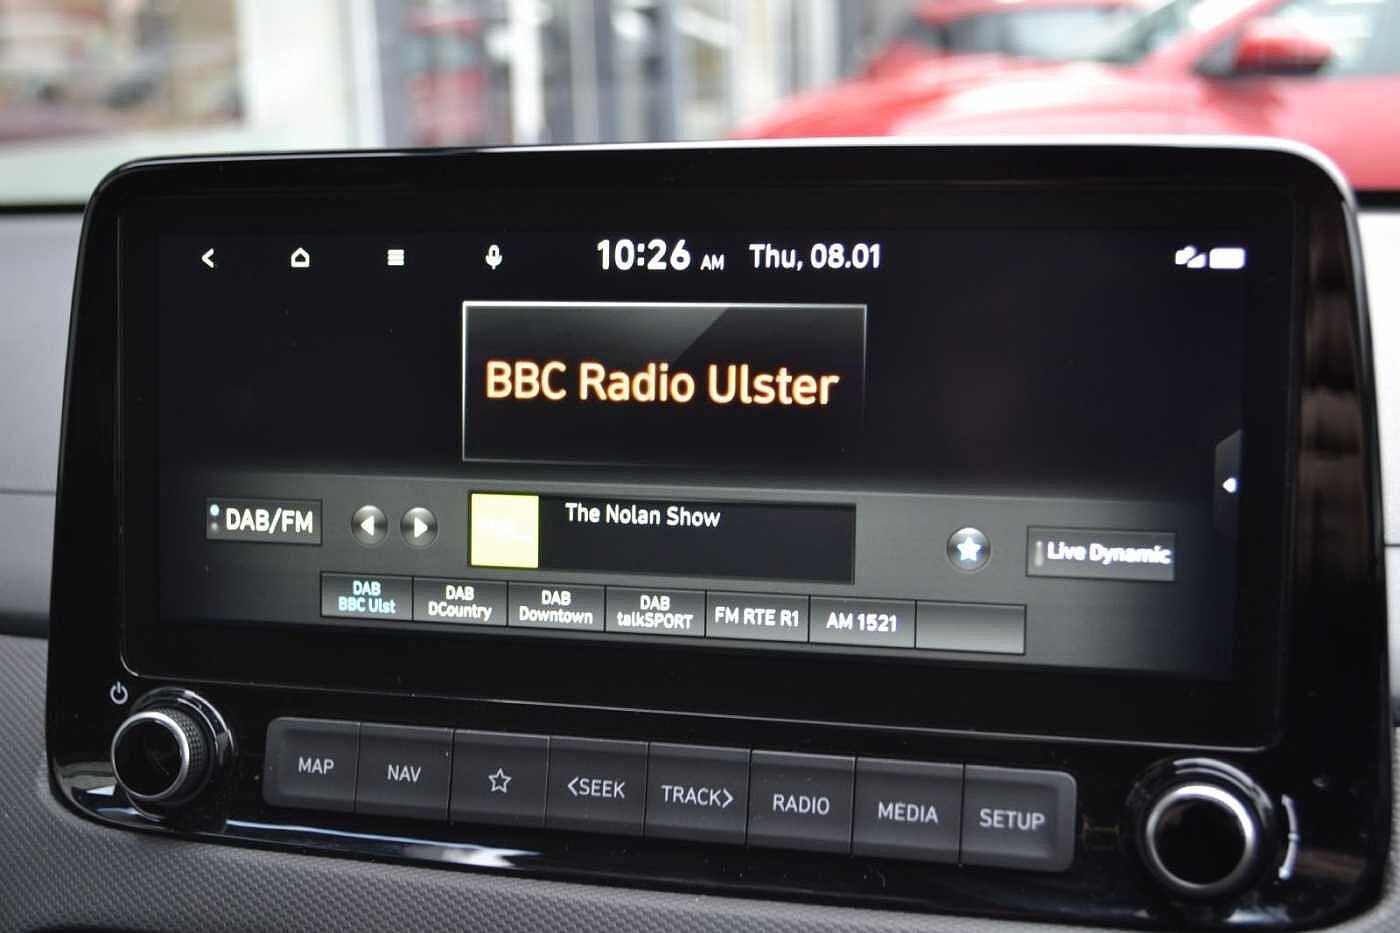 10:26 AM Thu, 08.01
BBC Radio Ulster
DAB/FM
The Nolan Show
Live Dynamic
DAB
BBC Ulst
DAB
DCountry
DAB
Downtown
DAB
talkSPORT
FM RTE R1
AM 1521
MAP
NAV
<SEEK
TRACK>
RADIO
MEDIA
SETUP